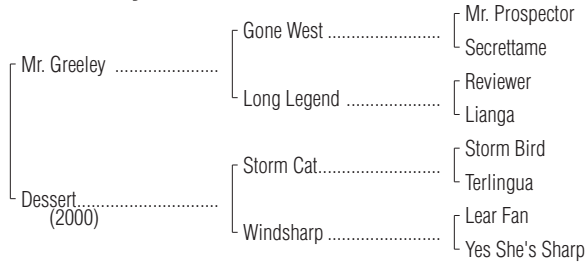 Mr. Prospector
Gone West ........................
Secrettame
Mr. Greeley ......................
Reviewer
Long Legend ....................
Lianga
Storm Bird
Storm Cat..........................
Terlingua
Dessert..............................
(2000)
Lear Fan
Windsharp ........................
Yes She's Sharp